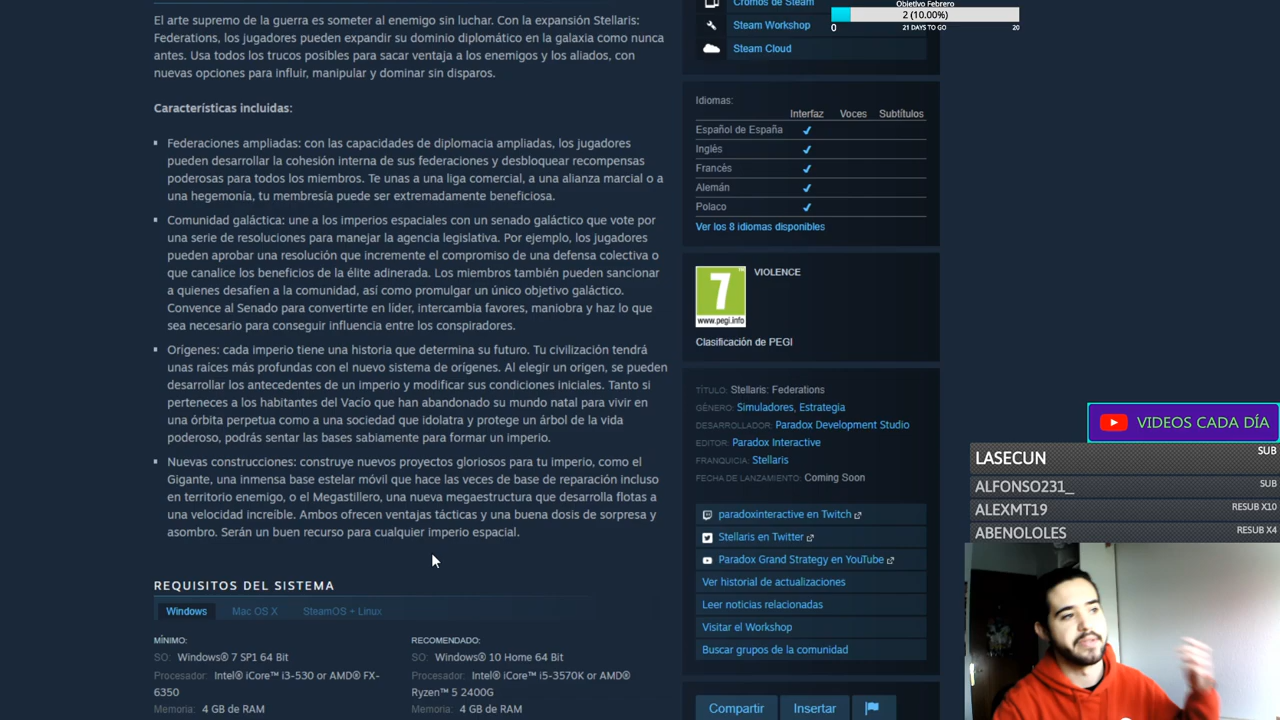 El arte supremo de la guerra es someter al enemigo sin luchar. Con la expansión Stellaris:
Federations, los jugadores pueden expandir su dominio diplomático en la galaxia como nunca
antes. Usa todos los trucos posibles para sacar ventaja a los enemigos y los aliados, con
nuevas opciones para influir, manipular y dominar sin disparos.
Características incluidas:
Federaciones ampliadas: con las capacidades de diplomacia ampliadas, los jugadores
pueden desarrollar la cohesión interna de sus federaciones y desbloquear recompensas
poderosas para todos los miembros. Te unas a una liga comercial, a una alianza marcial o a
una hegemonía, tu membresía puede ser extremadamente beneficiosa.
Comunidad galáctica: une a los imperios espaciales con un senado galáctico que vote por
una serie de resoluciones para manejar la agencia legislativa. Por ejemplo, los jugadores
pueden aprobar una resolución que incremente el compromiso de una defensa colectiva o
que canalice los beneficios de la élite adinerada. Los miembros también pueden sancionar
a quienes desafíen a la comunidad, así como promulgar un único objetivo galáctico.
Convence al Senado para convertirte en líder, intercambia favores, maniobra y haz lo que
sea necesario para conseguir influencia entre los conspiradores.
Orígenes: cada imperio tiene una historia que determina su futuro. Tu civilización tendrá
unas raíces más profundas con el nuevo sistema de orígenes. Al elegir un origen, se pueden
desarrollar los antecedentes de un imperio y modificar sus condiciones iniciales. Tanto si
perteneces a los habitantes del Vacío que han abandonado su mundo natal para vivir en
una órbita perpetua como a una sociedad que idolatra y protege un árbol de la vida
poderoso, podrás sentar las bases sabiamente para formar un imperio.
Nuevas construcciones: construye nuevos proyectos gloriosos para tu imperio, como el
Gigante, una inmensa base estelar móvil que hace las veces de base de reparación incluso
en territorio enemigo, o el Megastillero, una nueva megaestructura que desarrolla flotas a
una velocidad increíble. Ambos ofrecen ventajas tácticas y una buena dosis de sorpresa y
asombro. Serán un buen recurso para cualquier imperio espacial.
REQUISITOS DEL SISTEMA
Windows Mac OS X SteamOS + Linux
MÍNIMO:
SO: Windows® 7 SP1 64 Bit
Procesador: Intel® iCore™ i3-530 or AMD® FX-
6350
Memoria: 4 GB de RAM
RECOMENDADO:
SO: Windows® 10 Home 64 Bit
Procesador: Intel® iCore™ i5-3570K or AMD®
Ryzen™ 5 2400G
Memoria: 4 GB de RAM
Cromos de Steam
Steam Workshop
Steam Cloud
Objetivo Febrero
2 (10.00%)
0 21 DAYS TO GO 20
Idiomas:
Interfaz Voces Subtítulos
Español de España
Inglés
Francés
Alemán
Polaco
Ver los 8 idiomas disponibles
7
www.pegi.info
VIOLENCE
Clasificación de PEGI
TÍTULO: Stellaris: Federations
GÉNERO: Simuladores, Estrategia
DESARROLLADOR: Paradox Development Studio
EDITOR: Paradox Interactive
FRANQUICIA: Stellaris
FECHA DE LANZAMIENTO: Coming Soon
paradoxinteractive en Twitch
Stellaris en Twitter
Paradox Grand Strategy en YouTube
Ver historial de actualizaciones
Leer noticias relacionadas
Visitar el Workshop
Buscar grupos de la comunidad
Compartir Insertar
VIDEOS CADA DÍA
LASECUN SUB
ALFONSO231_ SUB
ALEXMT19 RESUB X10
ABENOLOLES RESUB X4